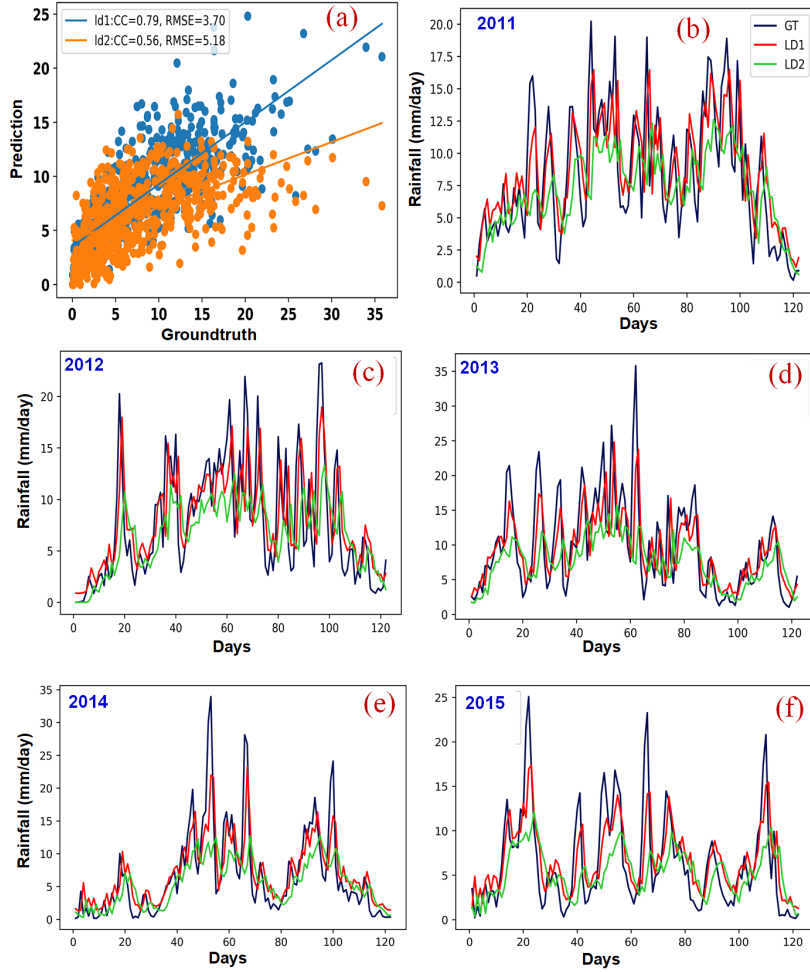 (a)
ld1:CC=0.79, RMSE=3.70
ld2:CC=0.56, RMSE=5.18
Prediction
25
20
15
10
5
0
0 5 10 15 20 25 30 35
Groundtruth
2011
(b)
GT
LD1
LD2
Rainfall (mm/day)
20.0
17.5
15.0
12.5
10.0
7.5
5.0
2.5
0.0
0 20 40 60 80 100 120
Days
2012
(c)
Rainfall (mm/day)
20
15
10
5
0
0 20 40 60 80 100 120
Days
2013
(d)
Rainfall (mm/day)
35
30
25
20
15
10
5
0
0 20 40 60 80 100 120
Days
2014
(e)
Rainfall (mm/day)
35
30
25
20
15
10
5
0
0 20 40 60 80 100 120
Days
2015
(f)
Rainfall (mm/day)
25
20
15
10
5
0
0 20 40 60 80 100 120
Days